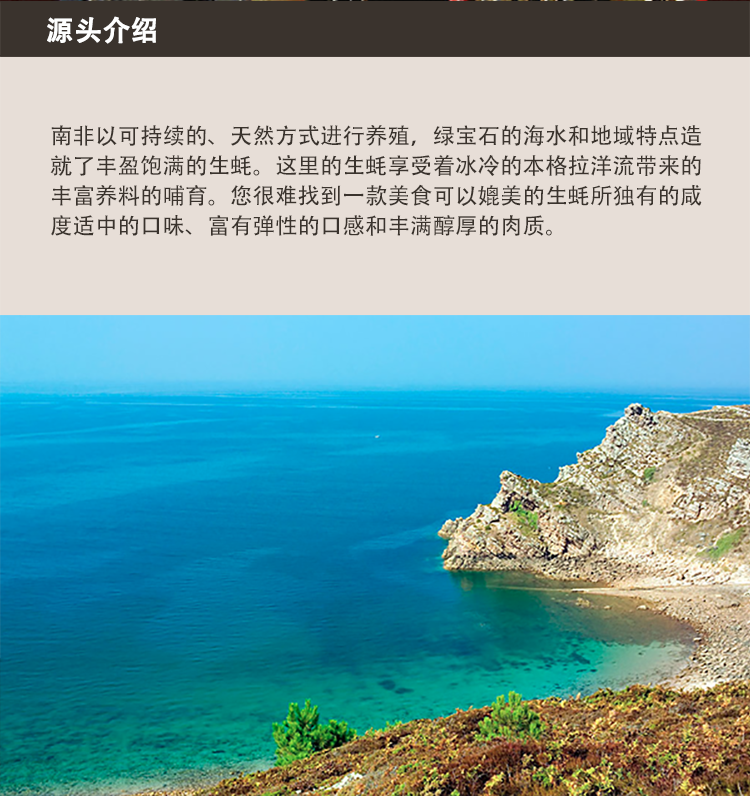 源头介绍
南非以可持续的、天然方式进行养殖，绿宝石的海水和地域特点造
就了丰盈饱满的生蚝。这里的生蚝享受着冰冷的本格拉洋流带来的
丰富养料的哺育。您很难找到一款美食可以媲美的生蚝所独有的咸
度适中的口味、富有弹性的口感和丰满醇厚的肉质。